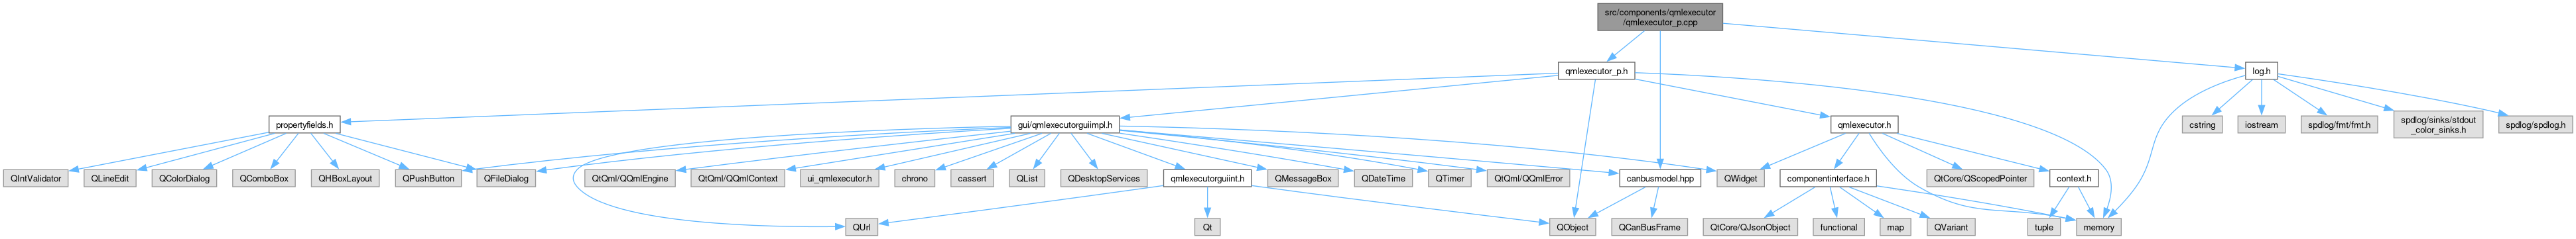 src/components/qmlexecutor
/qmlexecutor_p.cpp
qmlexecutor_p.h
log.h
propertyfields.h
gui/qmlexecutorguiimpl.h
qmlexecutor.h
cstring
iostream
spdlog/fmt/fmt.h
spdlog/sinks/stdout
_color_sinks.h
spdlog/spdlog.h
QIntValidator
QLineEdit
QColorDialog
QComboBox
QHBoxLayout
QPushButton
QFileDialog
QtQml/QQmlEngine
QtQml/QQmlContext
ui_qmlexecutor.h
chrono
cassert
QList
QDesktopServices
qmlexecutorguiint.h
QMessageBox
QDateTime
QTimer
QtQml/QQmlError
canbusmodel.hpp
QWidget
componentinterface.h
QtCore/QScopedPointer
context.h
QUrl
Qt
QObject
QCanBusFrame
QtCore/QJsonObject
functional
map
QVariant
tuple
memory